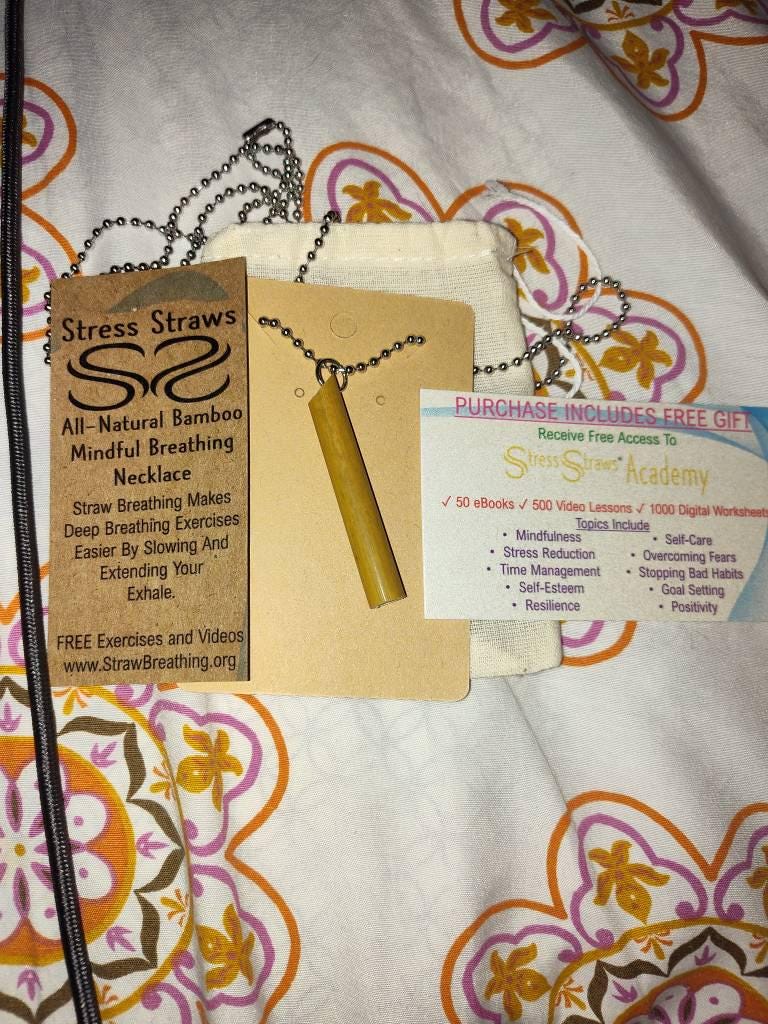 Stress Straws
SS
All-Natural Bamboo
Mindful Breathing
Necklace
Straw Breathing Makes
Deep Breathing Exercises
Easier By Slowing And
Extending Your
Exhale.
FREE Exercises and Videos
www.StrawBreathing.org
PURCHASE INCLUDES FREE GIFT
Receive Free Access To
Stress Straws® Academy
✓ 50 eBooks ✓ 500 Video Lessons ✓ 1000 Digital Worksheets
Topics Include
• Mindfulness
• Stress Reduction
• Time Management
• Self-Esteem
• Resilience
• Self-Care
• Overcoming Fears
• Stopping Bad Habits
• Goal Setting
• Positivity